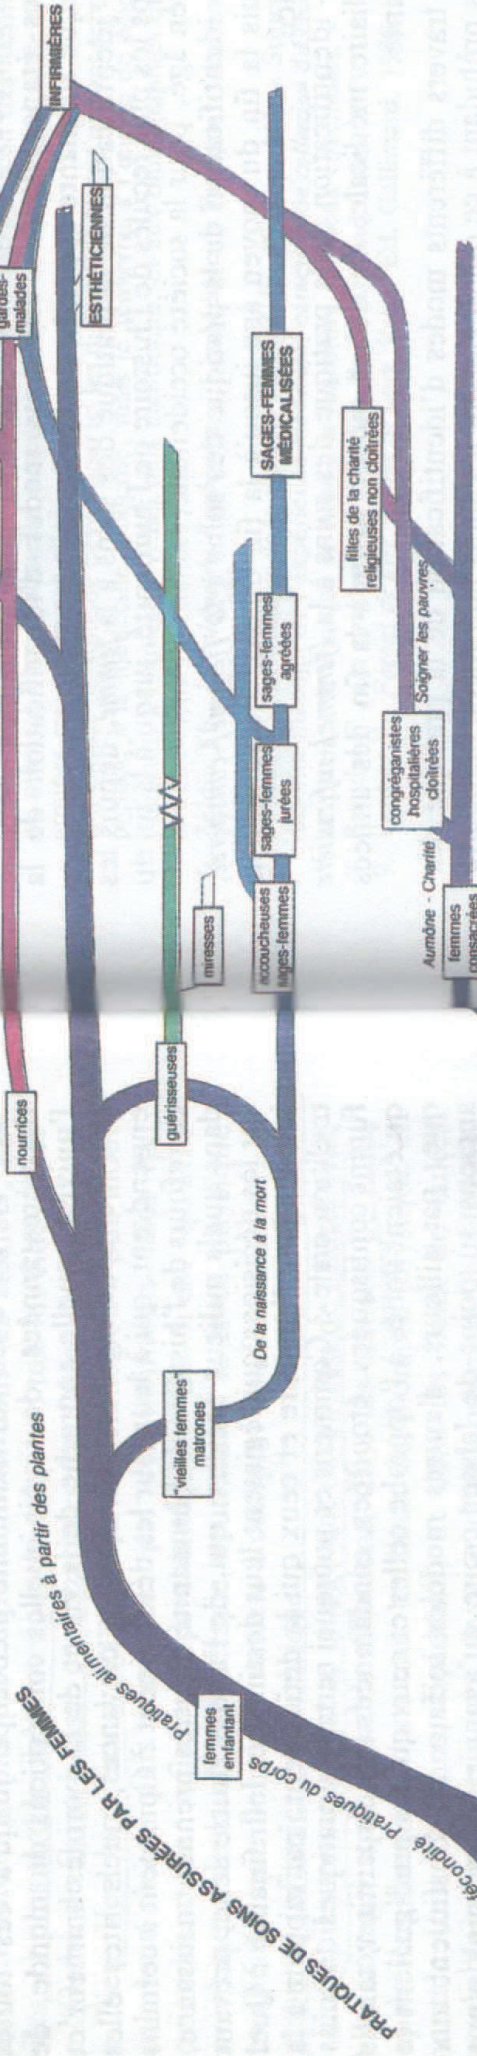 PRATIQUES DE SOINS ASSURÉES PAR LES FEMMES
fécondité Pratiques du corps Pratiques alimentaires à partir des plantes
femmes
enfantant
"vieilles femmes"
matrones
De la naissance à la mort
nourrices
guérisseuses
miresses
accoucheuses
sages-femmes
sages-femmes
jurées
sages-femmes
agréées
SAGES-FEMMES
MÉDICALISÉES
femmes
consacrées
Aumône - Charité
congréganistes
hospitalières
cloîtrées
Soigner les pauvres
filles de la charité
religieuses non cloîtrées
gardes-
malades
ESTHÉTICIENNES
INFIRMIÈRES